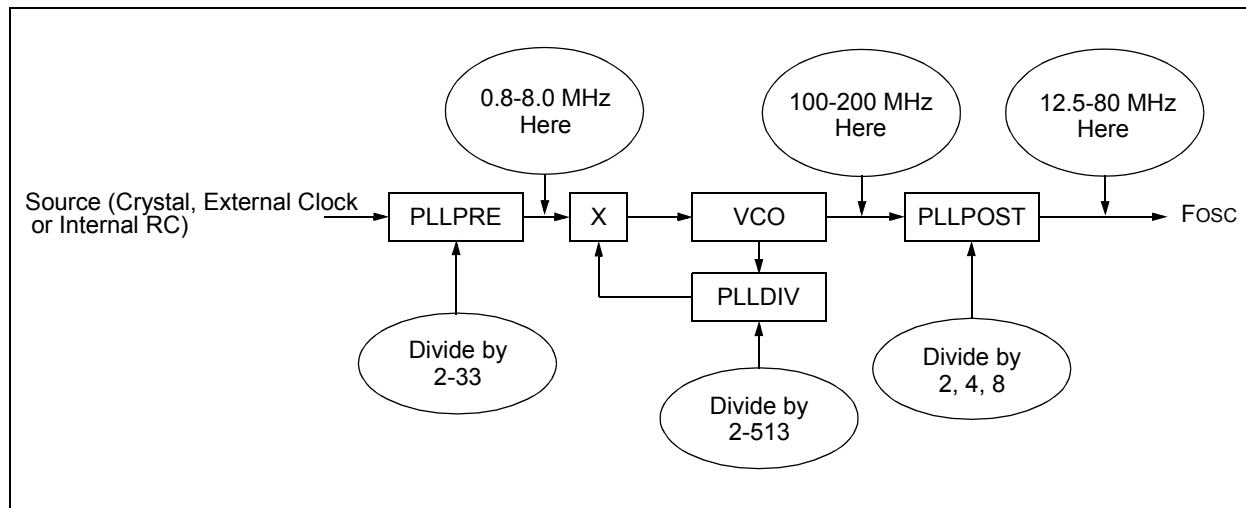 0.8-8.0 MHz
Here
100-200 MHz
Here
12.5-80 MHz
Here
Source (Crystal, External Clock
or Internal RC)
PLLPRE
X
VCO
PLLPOST
FOSC
PLLDIV
Divide by
2-33
Divide by
2-513
Divide by
2, 4, 8